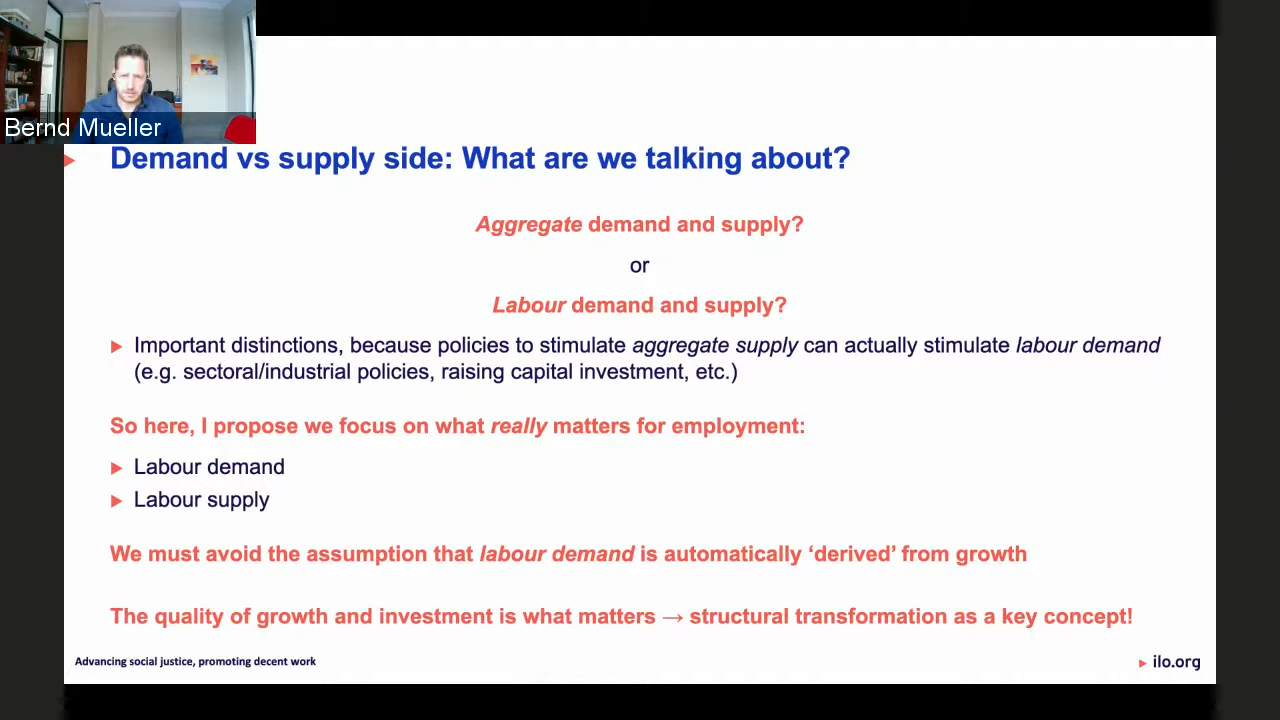 Bernd Mueller
Demand vs supply side: What are we talking about?
Aggregate demand and supply?
or
Labour demand and supply?
Important distinctions, because policies to stimulate aggregate supply can actually stimulate labour demand
(e.g. sectoral/industrial policies, raising capital investment, etc.)
So here, I propose we focus on what really matters for employment:
Labour demand
Labour supply
We must avoid the assumption that labour demand is automatically ‘derived’ from growth
The quality of growth and investment is what matters → structural transformation as a key concept!
Advancing social justice, promoting decent work
ilo.org